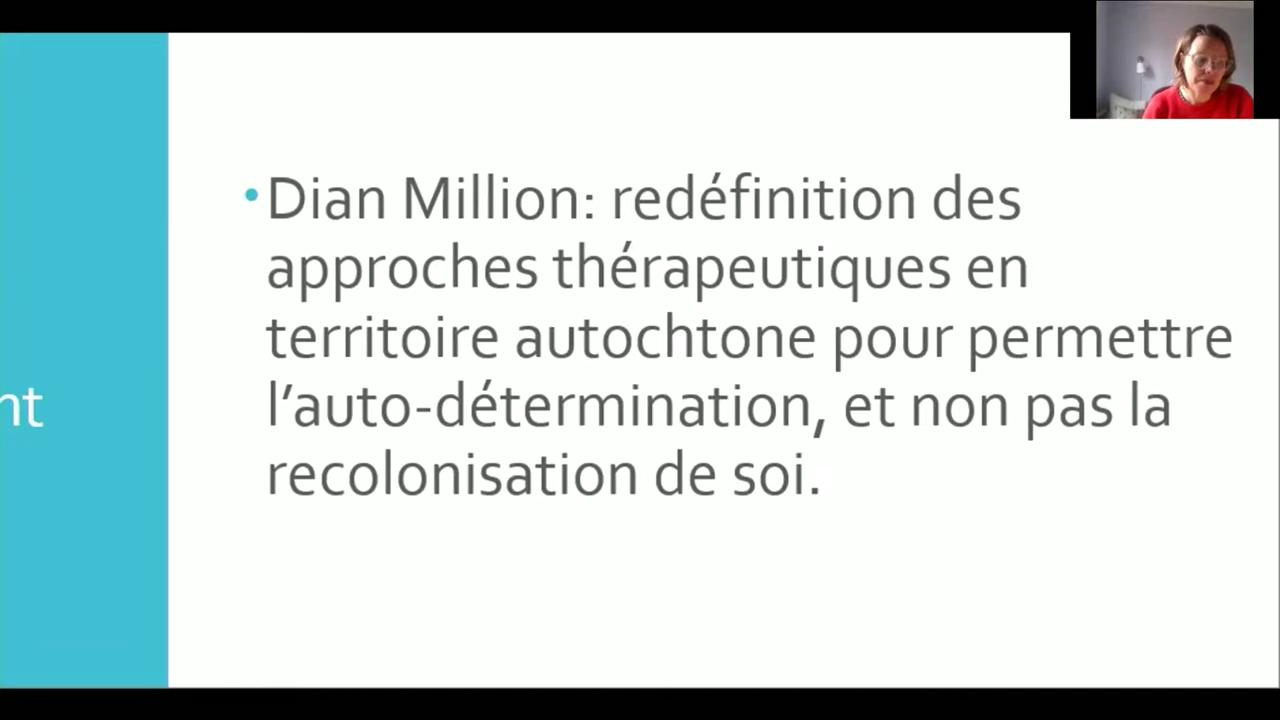 Dian Million: redéfinition des
approches thérapeutiques en
territoire autochtone pour permettre
l’auto-détermination, et non pas la
recolonisation de soi.
nt